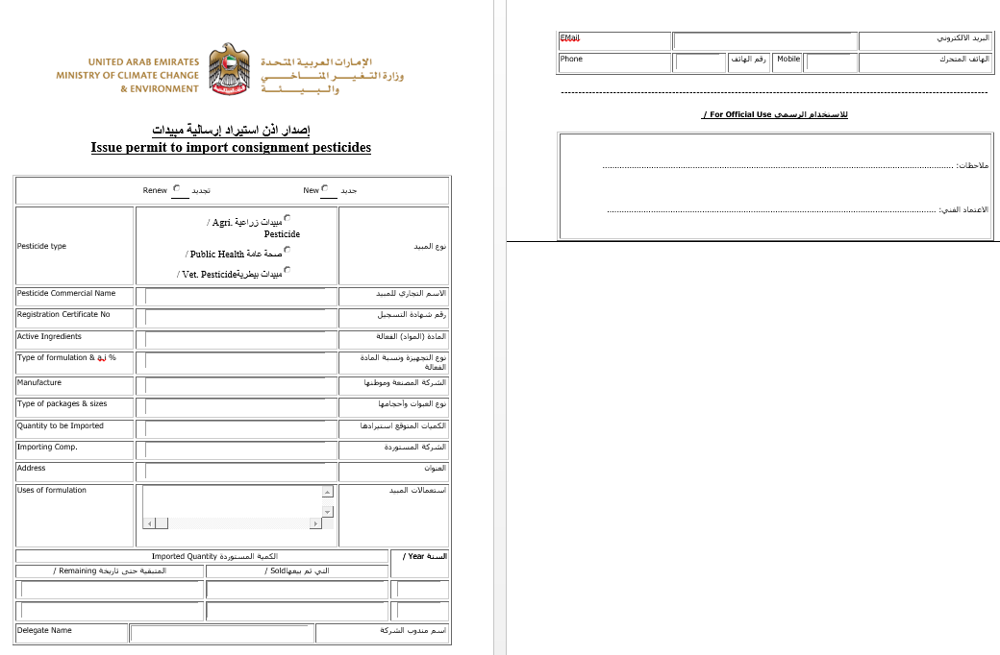 UNITED ARAB EMIRATES
MINISTRY OF CLIMATE CHANGE
& ENVIRONMENT
الإمارات العربية المتحدة
وزارة التغير المناخي
والبيئة
إصدار اذن استيراد إرسالية مبيدات
Issue permit to import consignment pesticides
Renew تجديد New جديد
Pesticide type
مبيدات زراعية Agri. /
Pesticide
صحة عامة Public Health /
مبيدات بيطرية Vet. Pesticide /
نوع المبيد
Pesticide Commercial Name الاسم التجاري للمبيد
Registration Certificate No رقم شهادة التسجيل
Active Ingredients المادة (المواد) الفعالة
Type of formulation & a.i % نوع التجهيزة ونسبة المادة
الفعالة
Manufacture الشركة المصنعة وموطنها
Type of packages & sizes نوع العبوات وأحجامها
Quantity to be Imported الكميات المتوقع استيرادها
Importing Comp. الشركة المستوردة
Address العنوان
Uses of formulation استعمالات المبيد
Imported Quantity الكمية المستوردة السنة Year /
المتبقية حتى تاريخة Remaining / التي تم بيعها Sold /
Delegate Name اسم مندوب الشركة
EMail البريد الالكتروني
Phone رقم الهاتف Mobile الهاتف المتحرك
للاستخدام الرسمي For Official Use /
ملاحظات: ................................................
الاعتماد الفني: ................................................